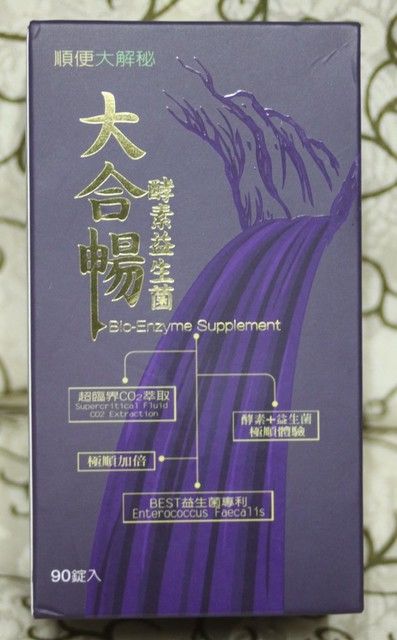 順便大解秘
大合暢
酵素益生菌
Bio-Enzyme Supplement
超臨界CO2萃取
Supercritical Fluid
CO2 Extraction
酵素+益生菌
極順體驗
極順加倍
BEST益生菌專利
Enterococcus Faecalis
90錠入